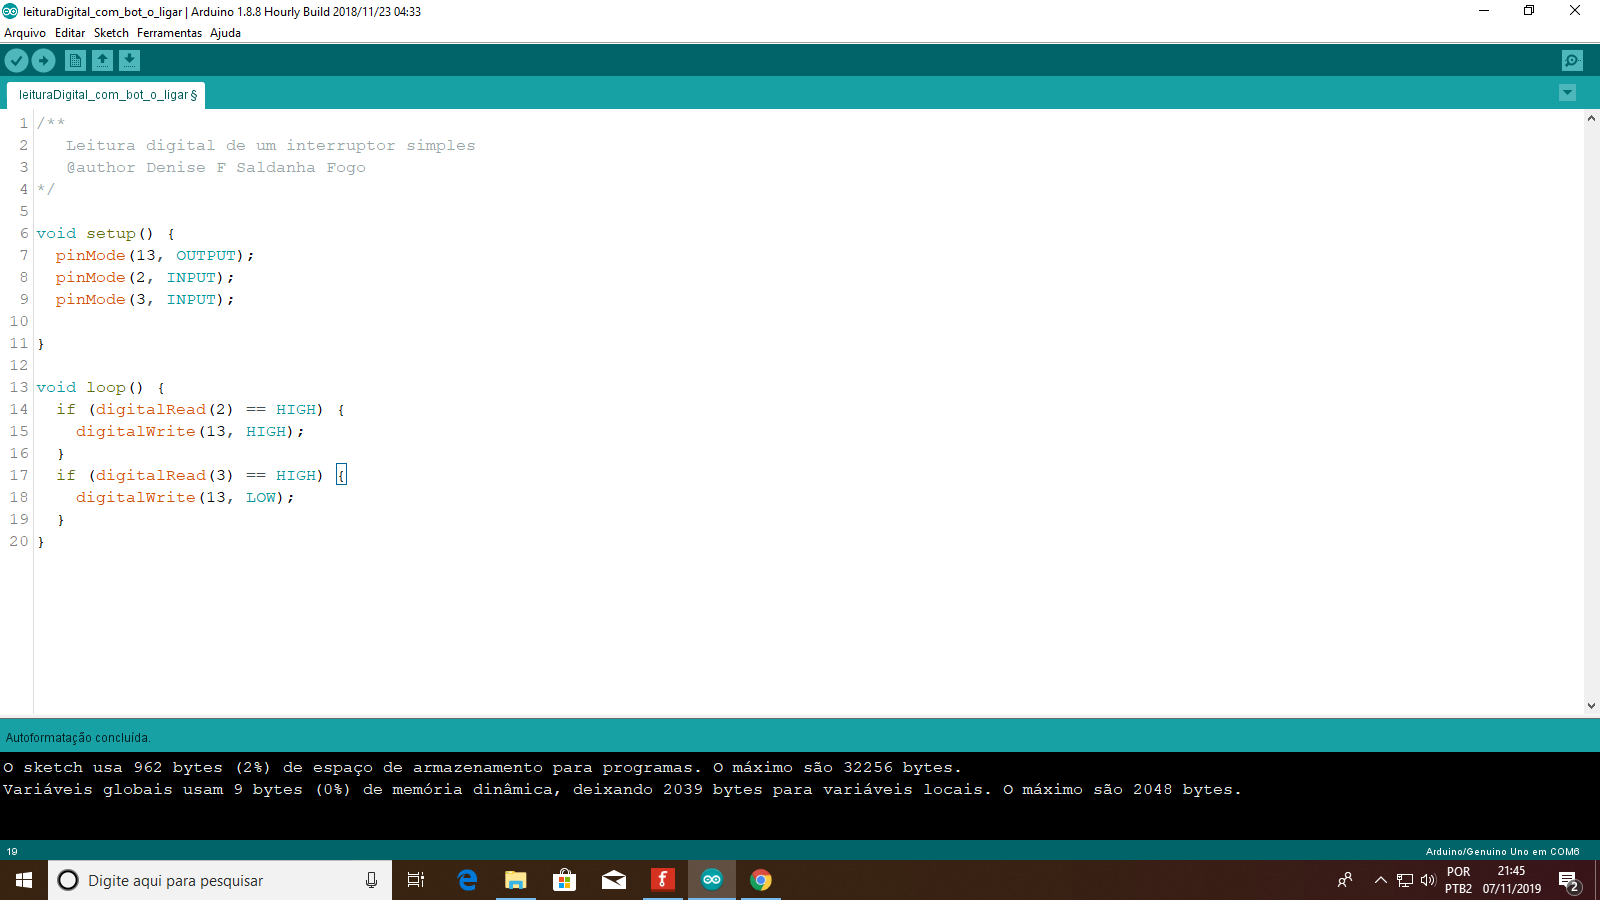 leituraDigital_com_bot_o_ligar | Arduino 1.8.8 Hourly Build 2018/11/23 04:33
Arquivo Editar Sketch Ferramentas Ajuda
leituraDigital_com_bot_o_ligar §
1 /**
2 Leitura digital de um interruptor simples
3 @author Denise F Saldanha Fogo
4 */
5
6 void setup() {
7 pinMode(13, OUTPUT);
8 pinMode(2, INPUT);
9 pinMode(3, INPUT);
10
11 }
12
13 void loop() {
14 if (digitalRead(2) == HIGH) {
15 digitalWrite(13, HIGH);
16 }
17 if (digitalRead(3) == HIGH) {
18 digitalWrite(13, LOW);
19 }
20 }
Autoformatação concluída.
O sketch usa 962 bytes (2%) de espaço de armazenamento para programas. O máximo são 32256 bytes.
Variáveis globais usam 9 bytes (0%) de memória dinâmica, deixando 2039 bytes para variáveis locais. O máximo são 2048 bytes.
19 Arduino/Genuino Uno em COM6
Digite aqui para pesquisar
POR 21:45
PTB2 07/11/2019 2